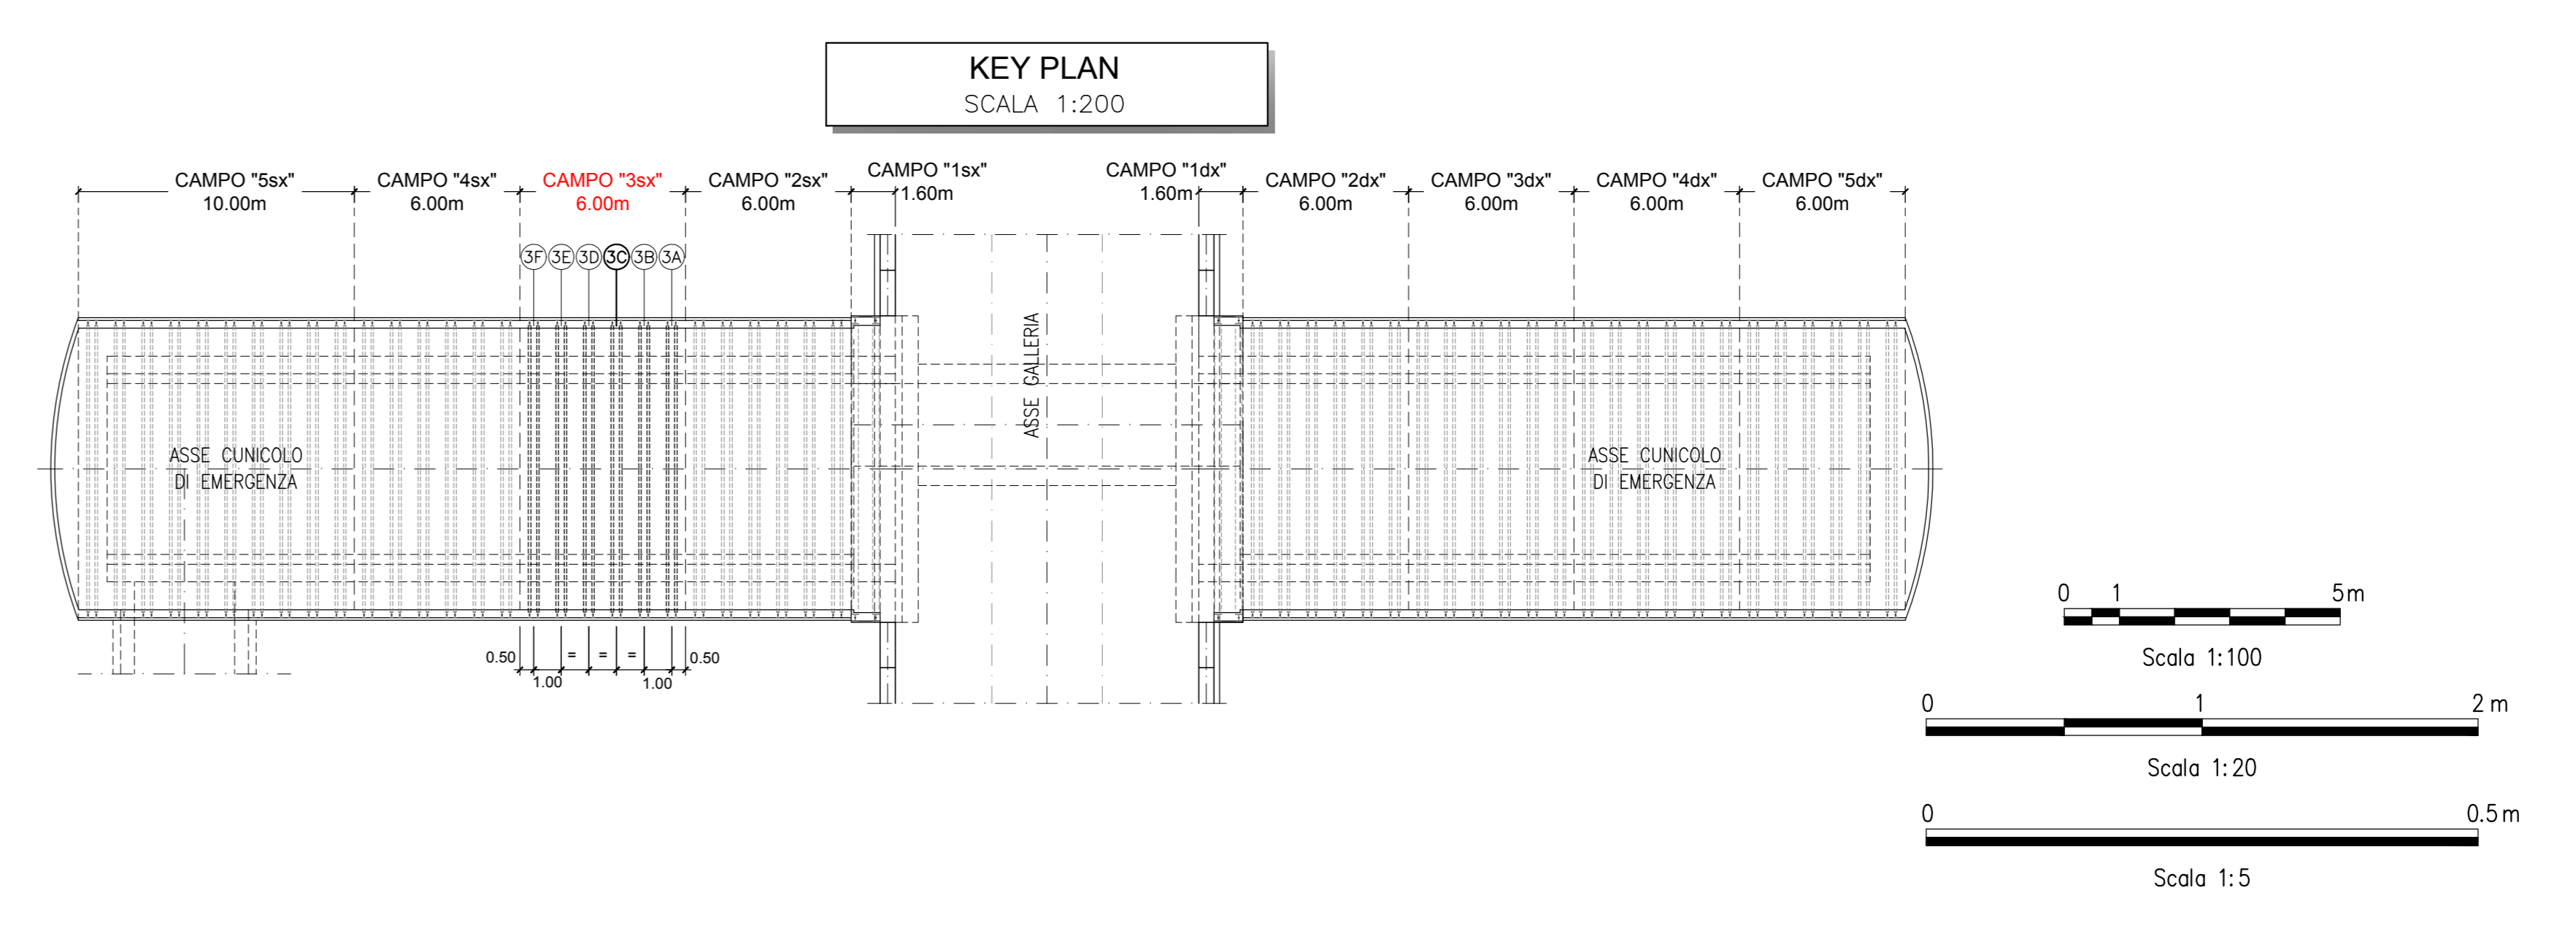 KEY PLAN
SCALA 1:200
CAMPO "5sx"
10.00m
CAMPO "4sx"
6.00m
CAMPO "3sx"
6.00m
CAMPO "2sx"
6.00m
CAMPO "1sx"
1.60m
CAMPO "1dx"
1.60m
CAMPO "2dx"
6.00m
CAMPO "3dx"
6.00m
CAMPO "4dx"
6.00m
CAMPO "5dx"
6.00m
3F 3E 3D 3C 3B 3A
ASSE GALLERIA
ASSE CUNICOLO
DI EMERGENZA
ASSE CUNICOLO
DI EMERGENZA
0.50 = = = 0.50
1.00 1.00
0 1 5m
Scala 1:100
0 1 2 m
Scala 1:20
0 0.5 m
Scala 1:5